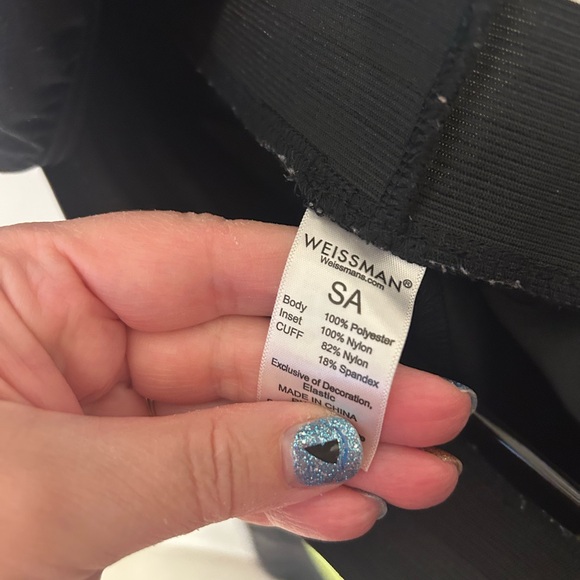 WEISSMAN®
Weissmans.com
SA
Body 100% Polyester
Inset 100% Nylon
CUFF 82% Nylon
18% Spandex
Exclusive of Decoration,
Elastic
MADE IN CHINA